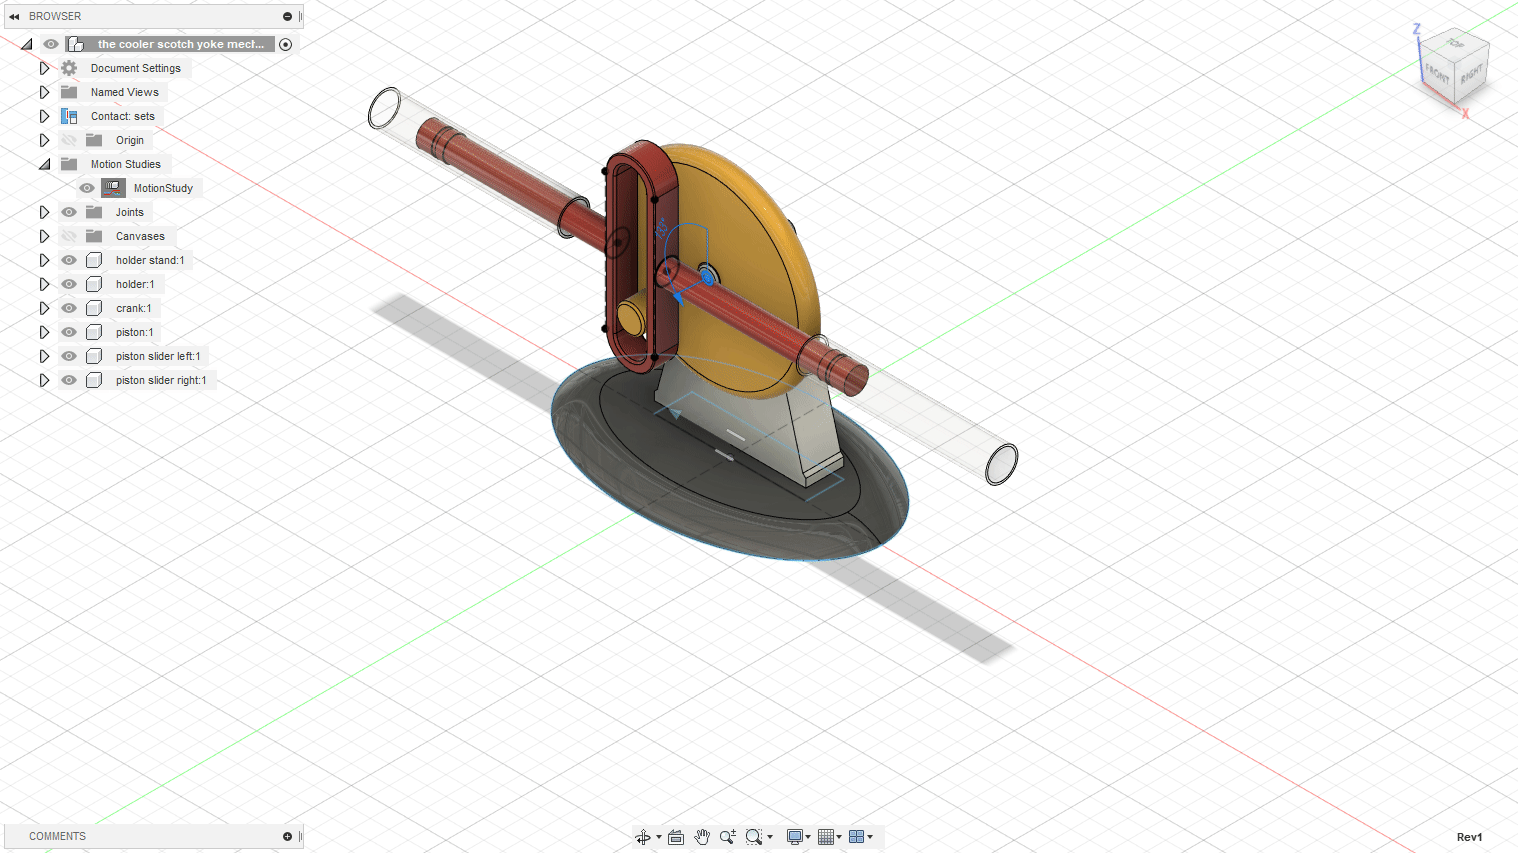 BROWSER
the cooler scotch yoke mecl...
Document Settings
Named Views
Contact: sets
Origin
Motion Studies
MotionStudy
Joints
Canvases
holder stand:1
holder:1
crank:1
piston:1
piston slider left:1
piston slider right:1
Z
TOP
FRONT
RIGHT
X
COMMENTS
Rev1